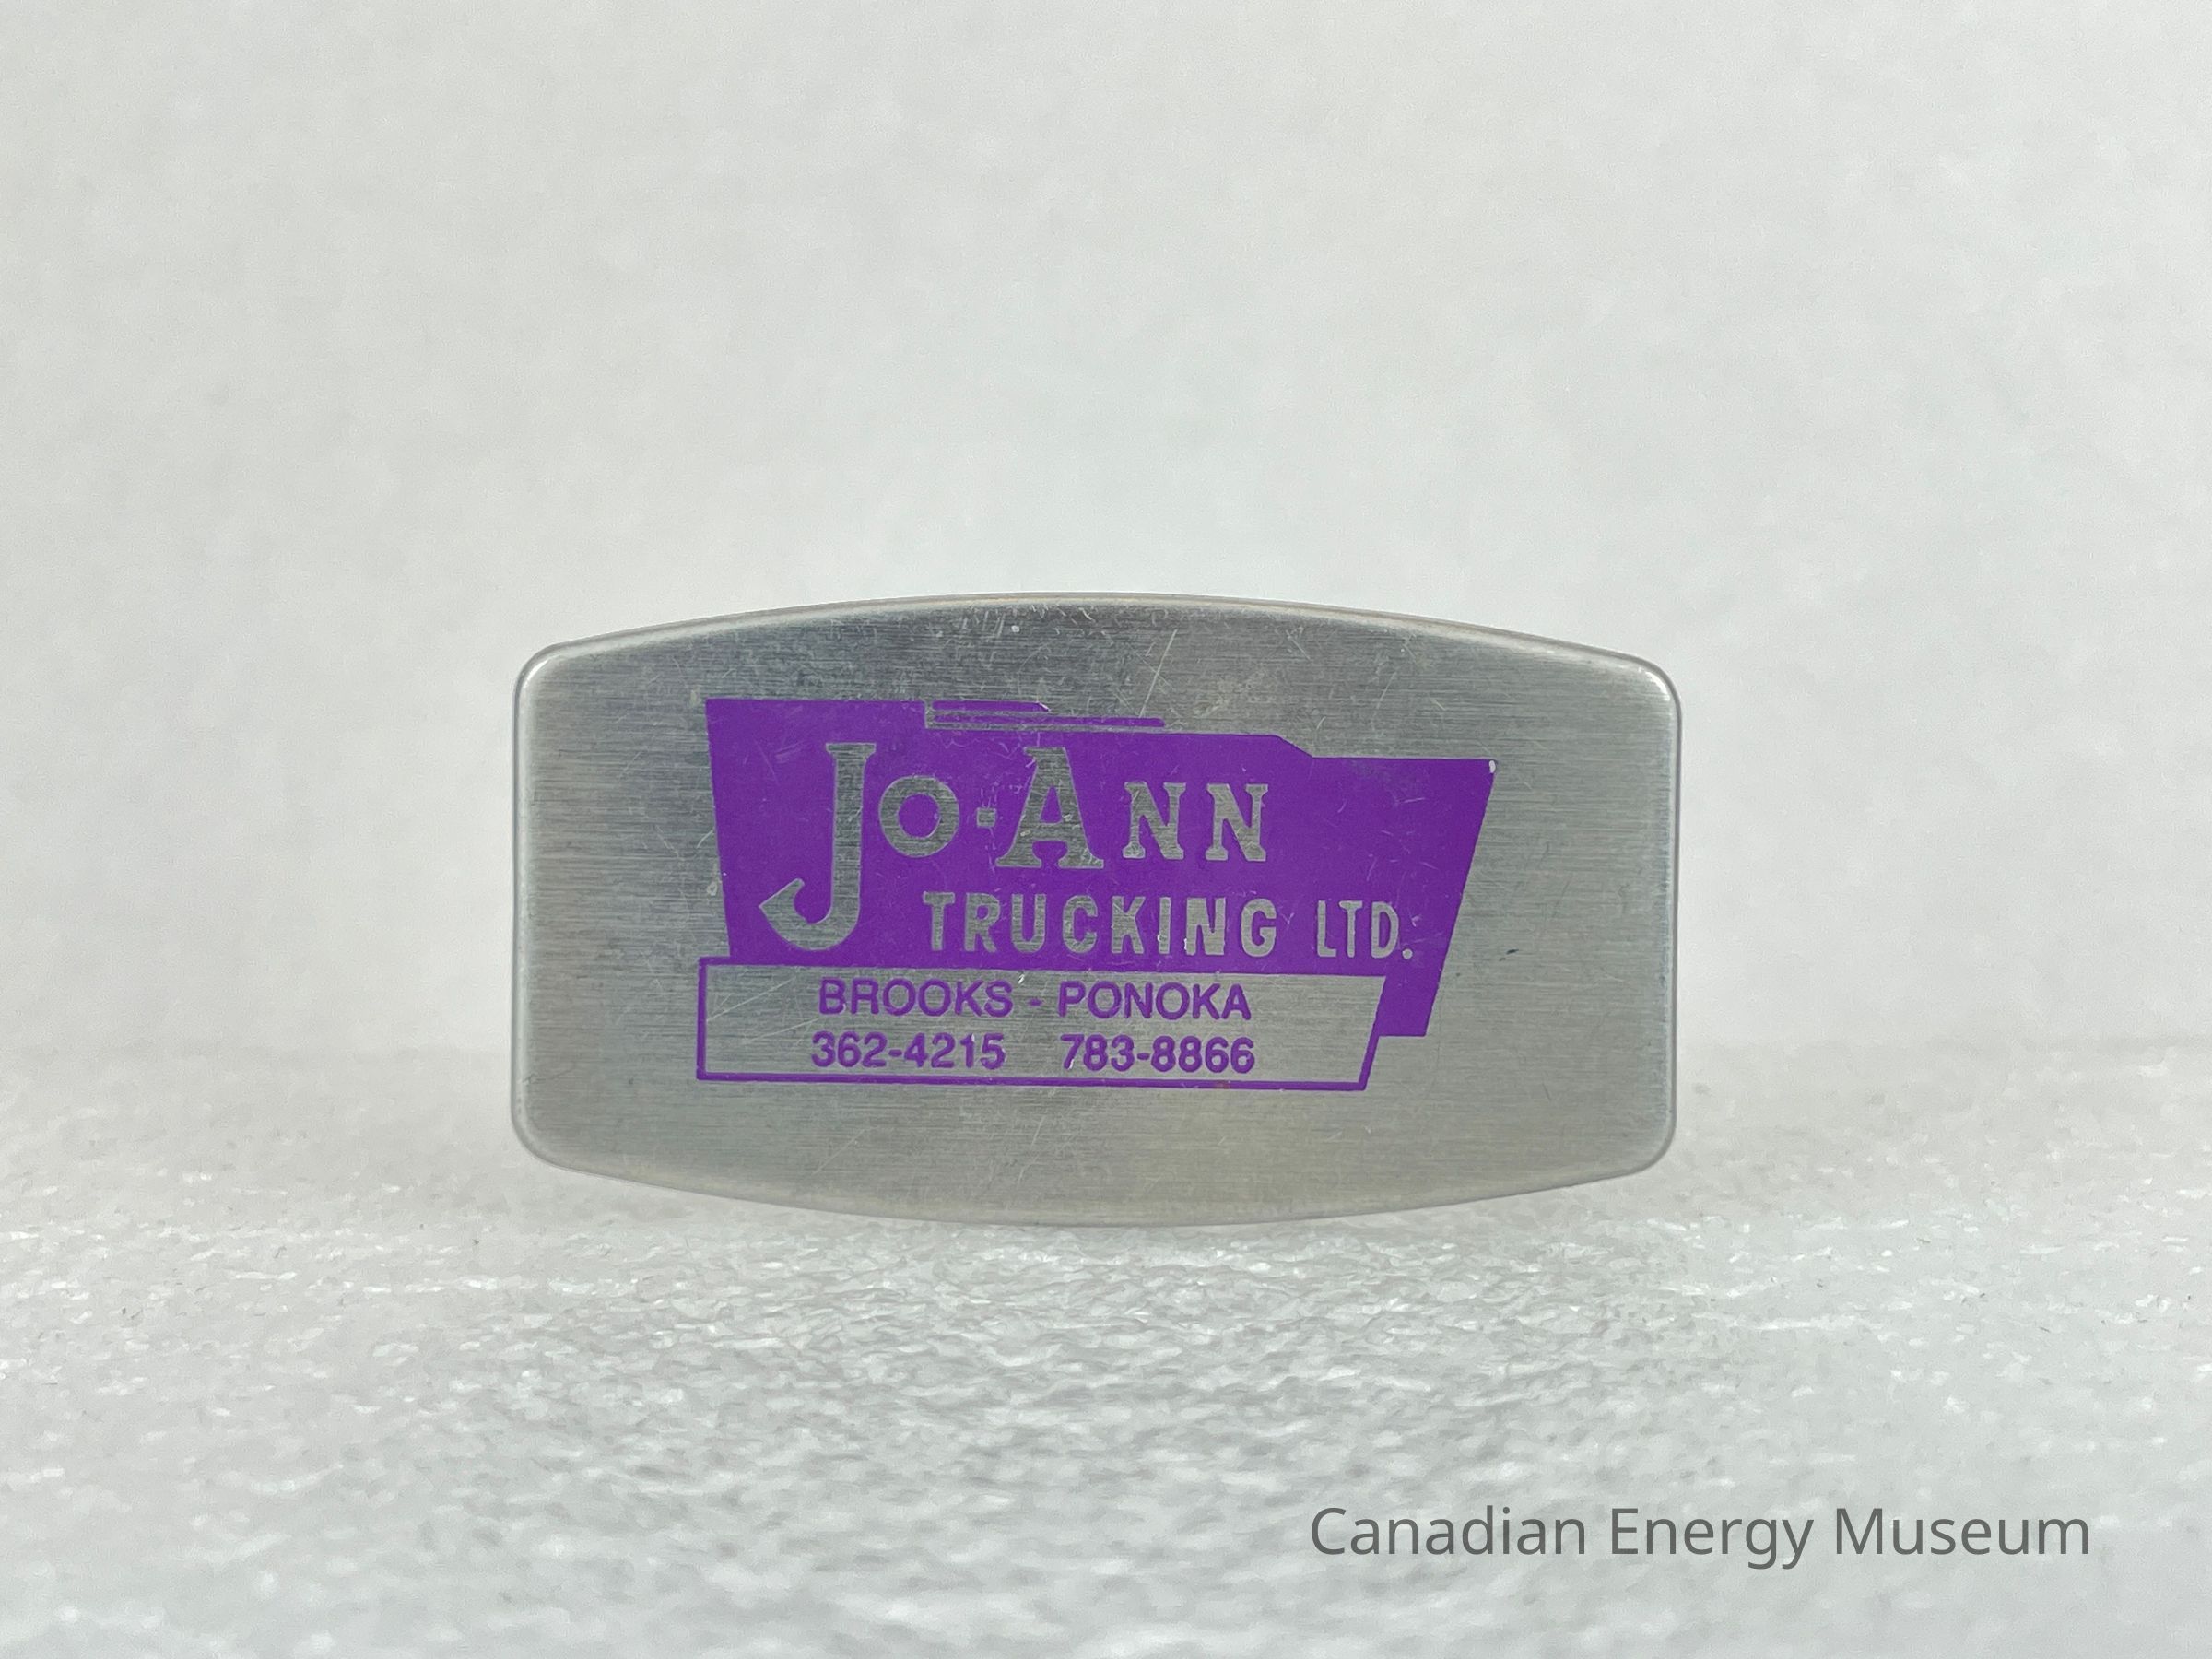 Jo-Ann
TRUCKING LTD.
BROOKS - PONOKA
362-4215 783-8866
Canadian Energy Museum